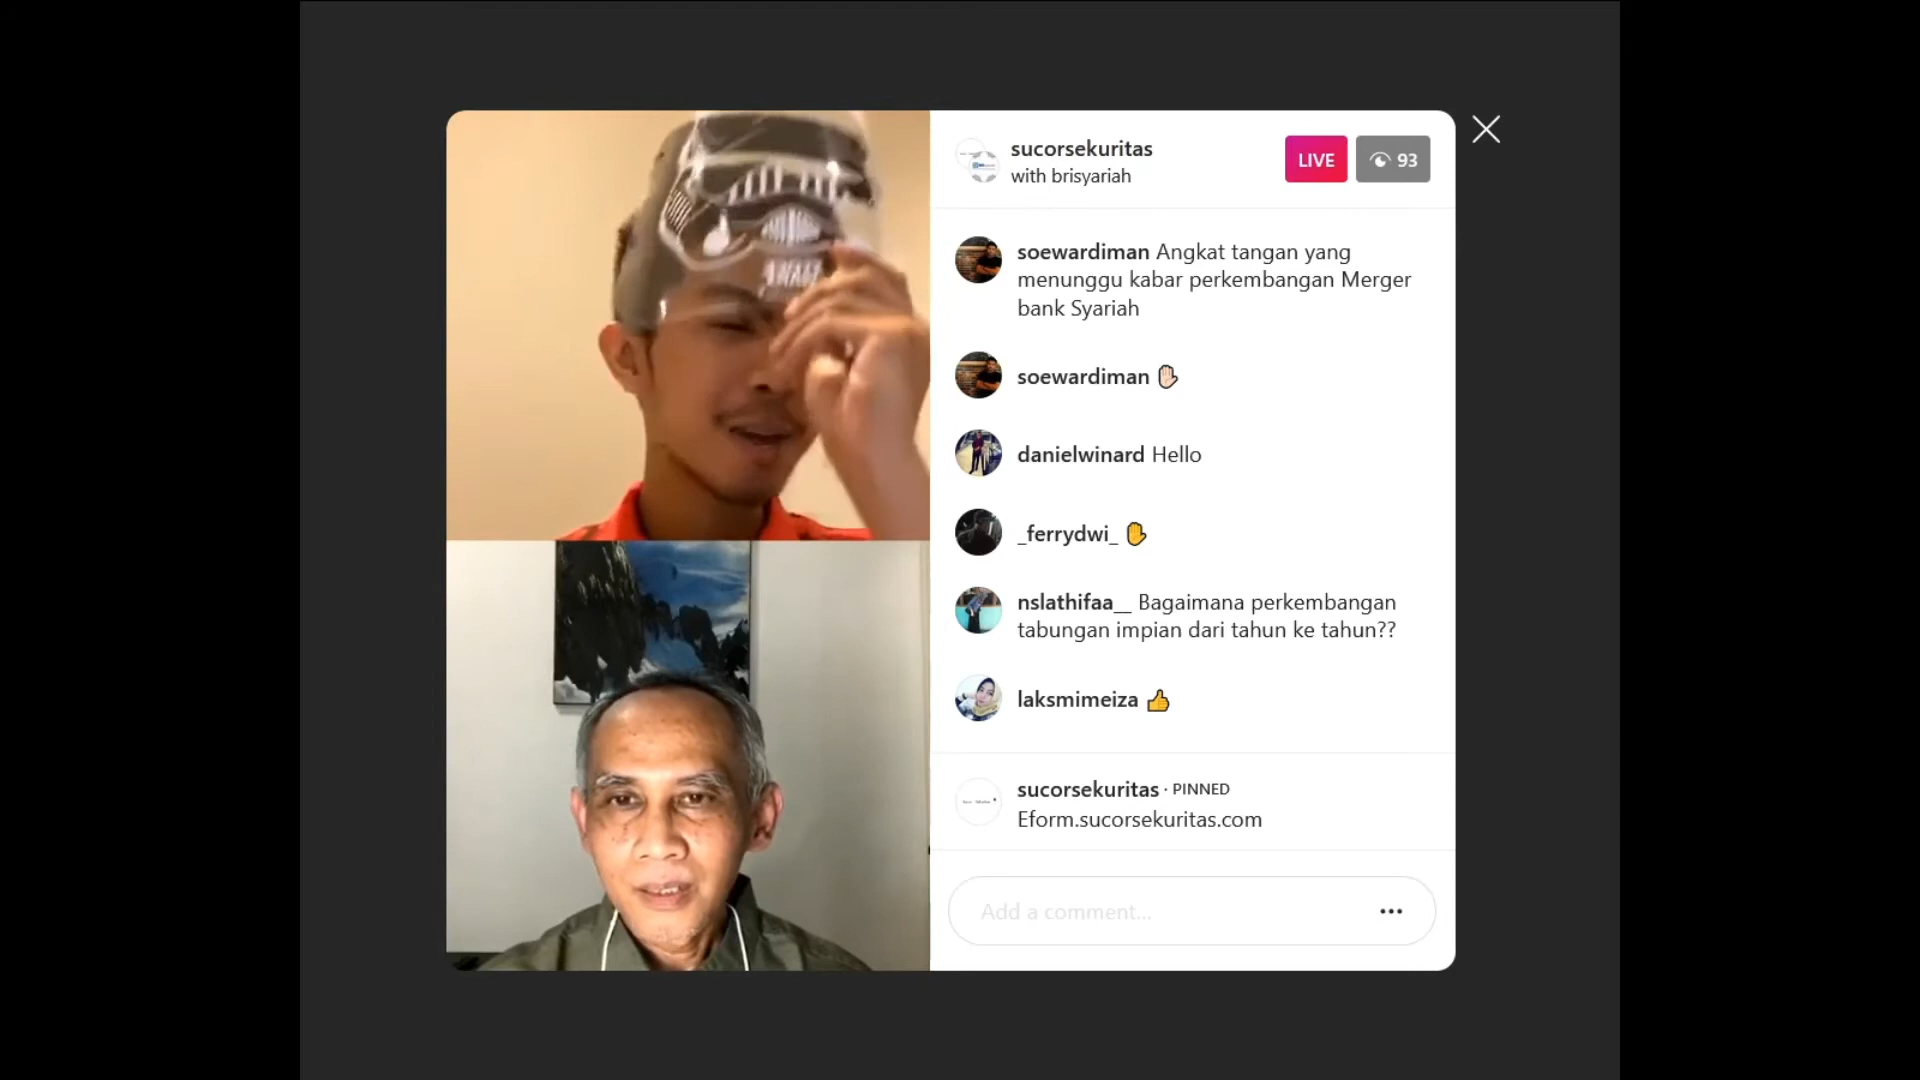 sucorsekuritas
with brisyariah
LIVE
93
soewardiman Angkat tangan yang
menunggu kabar perkembangan Merger
bank Syariah
soewardiman ✋🏻
danielwinard Hello
_ferrydwi_ ✋
nslathifaa__ Bagaimana perkembangan
tabungan impian dari tahun ke tahun??
laksmimeiza 👍
sucorsekuritas · PINNED
Eform.sucorsekuritas.com
Add a comment...